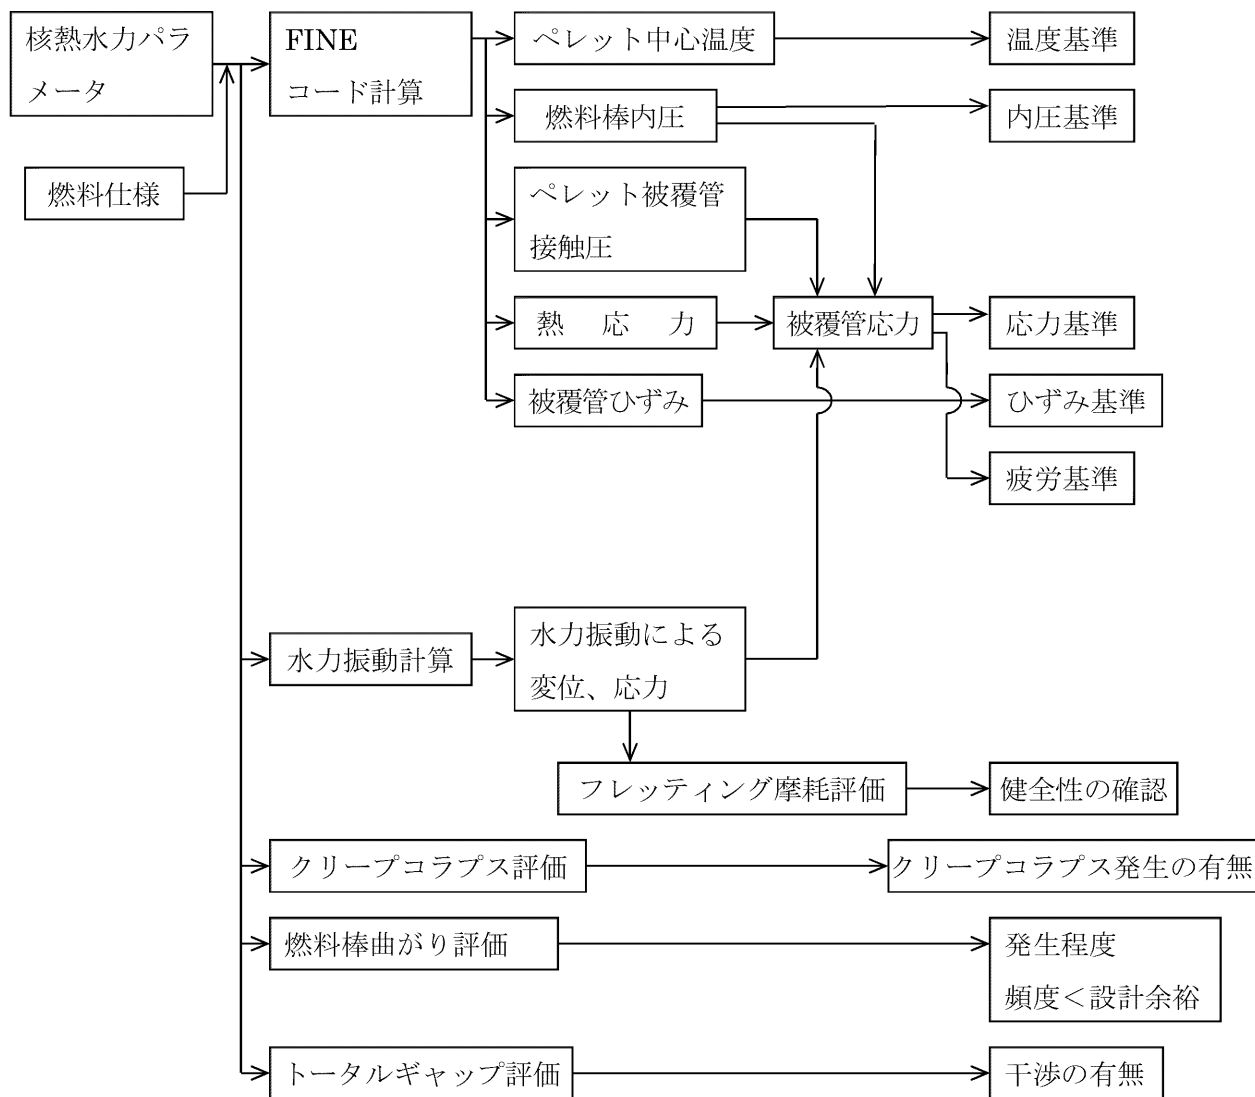 核熱水力パラ
メータ
燃料仕様
FINE
コード計算
ペレット中心温度
温度基準
燃料棒内圧
内圧基準
ペレット被覆管
接触圧
熱　応　力
被覆管応力
応力基準
被覆管ひずみ
ひずみ基準
疲労基準
水力振動計算
水力振動による
変位、応力
フレッティング摩耗評価
健全性の確認
クリープコラプス評価
クリープコラプス発生の有無
燃料棒曲がり評価
発生程度
頻度＜設計余裕
トータルギャップ評価
干渉の有無